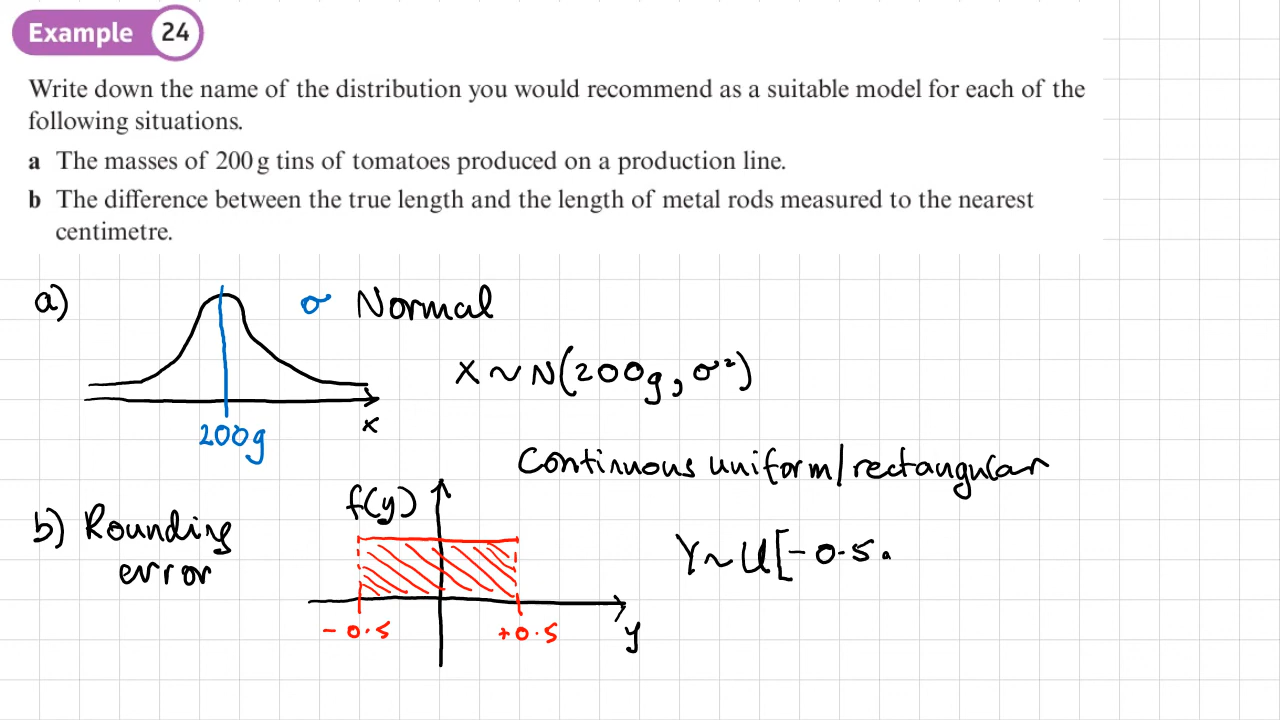 Example 24
Write down the name of the distribution you would recommend as a suitable model for each of the
following situations.
a The masses of 200 g tins of tomatoes produced on a production line.
b The difference between the true length and the length of metal rods measured to the nearest
centimetre.
a)
σ Normal
X ~ N(200g, σ²)
200g
x
Continuous uniform/rectangular
b) Rounding
error
f(y)
Y ~ U[-0.5
-0.5
+0.5
y